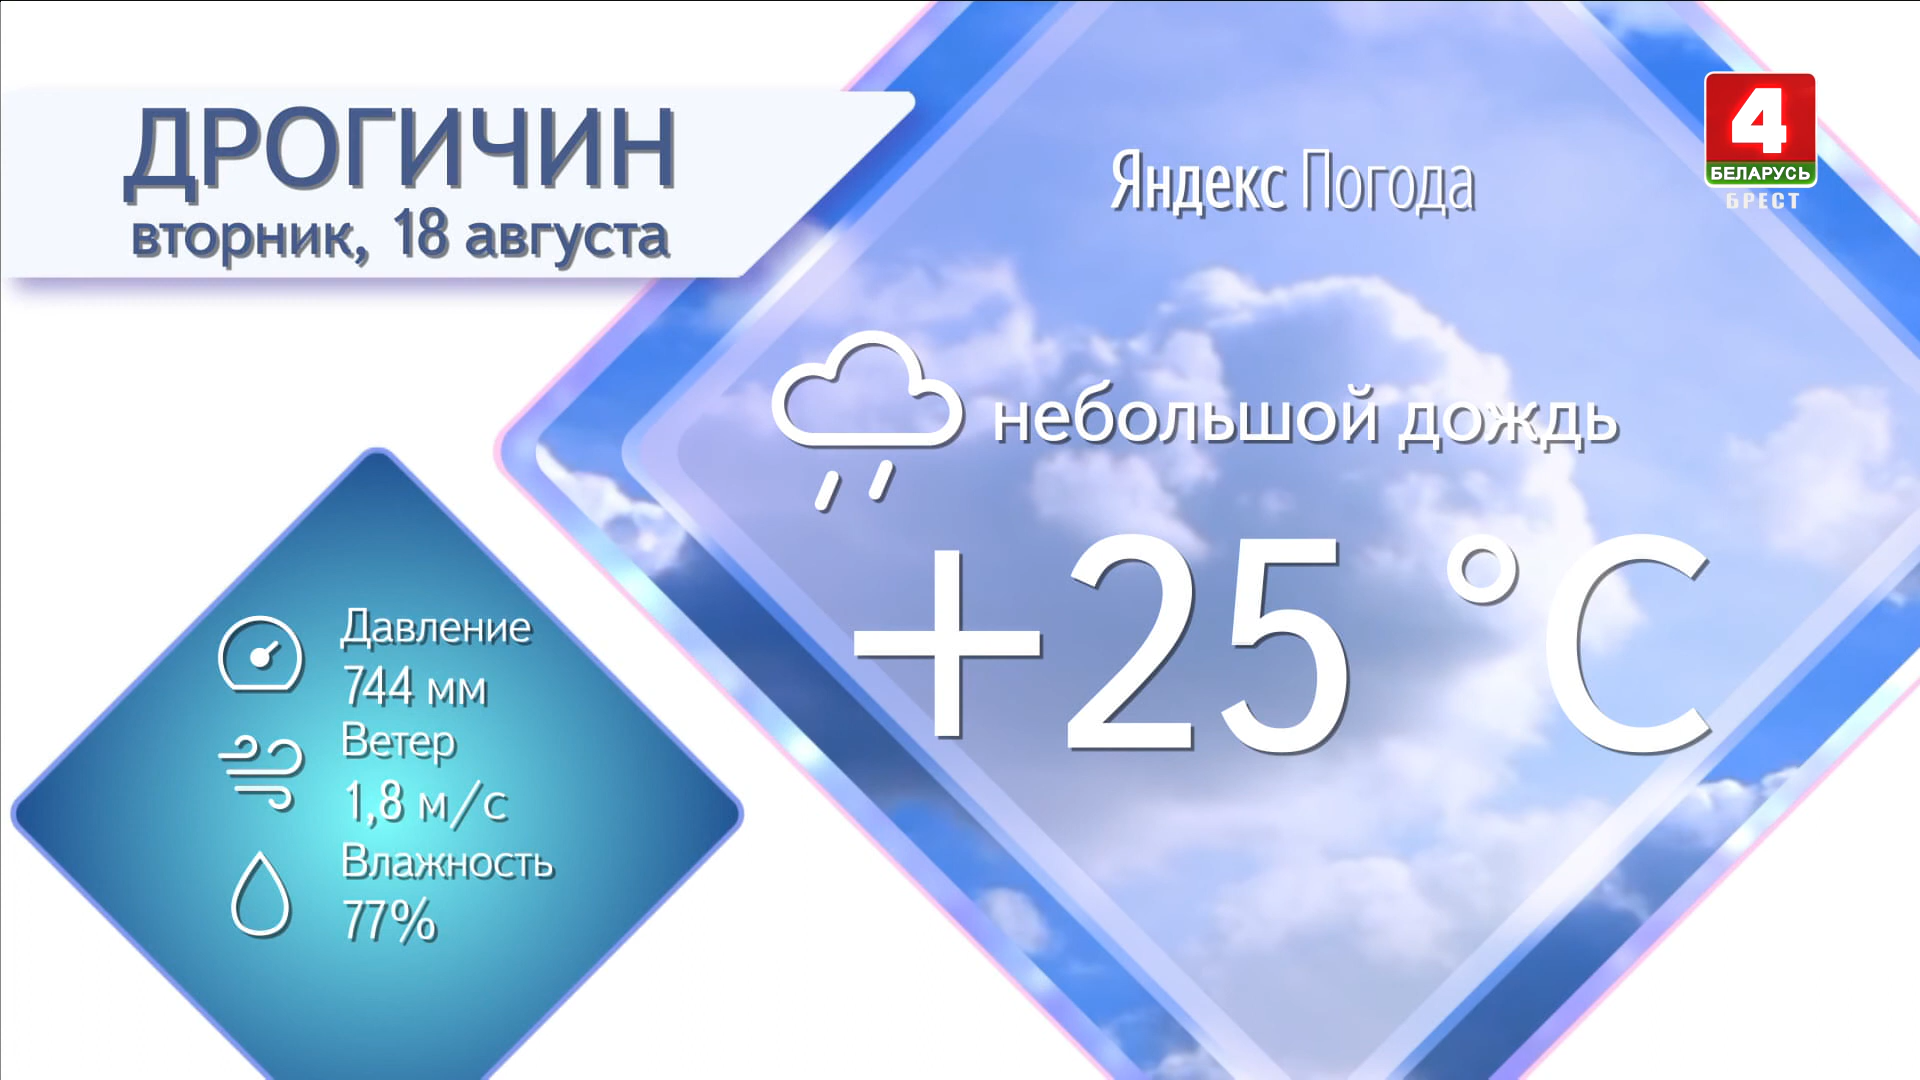 ДРОГИЧИН
вторник, 18 августа
Яндекс Погода
4
БЕЛАРУСЬ
БРЕСТ
небольшой дождь
+25 °C
Давление
744 мм
Ветер
1,8 м/с
Влажность
77%